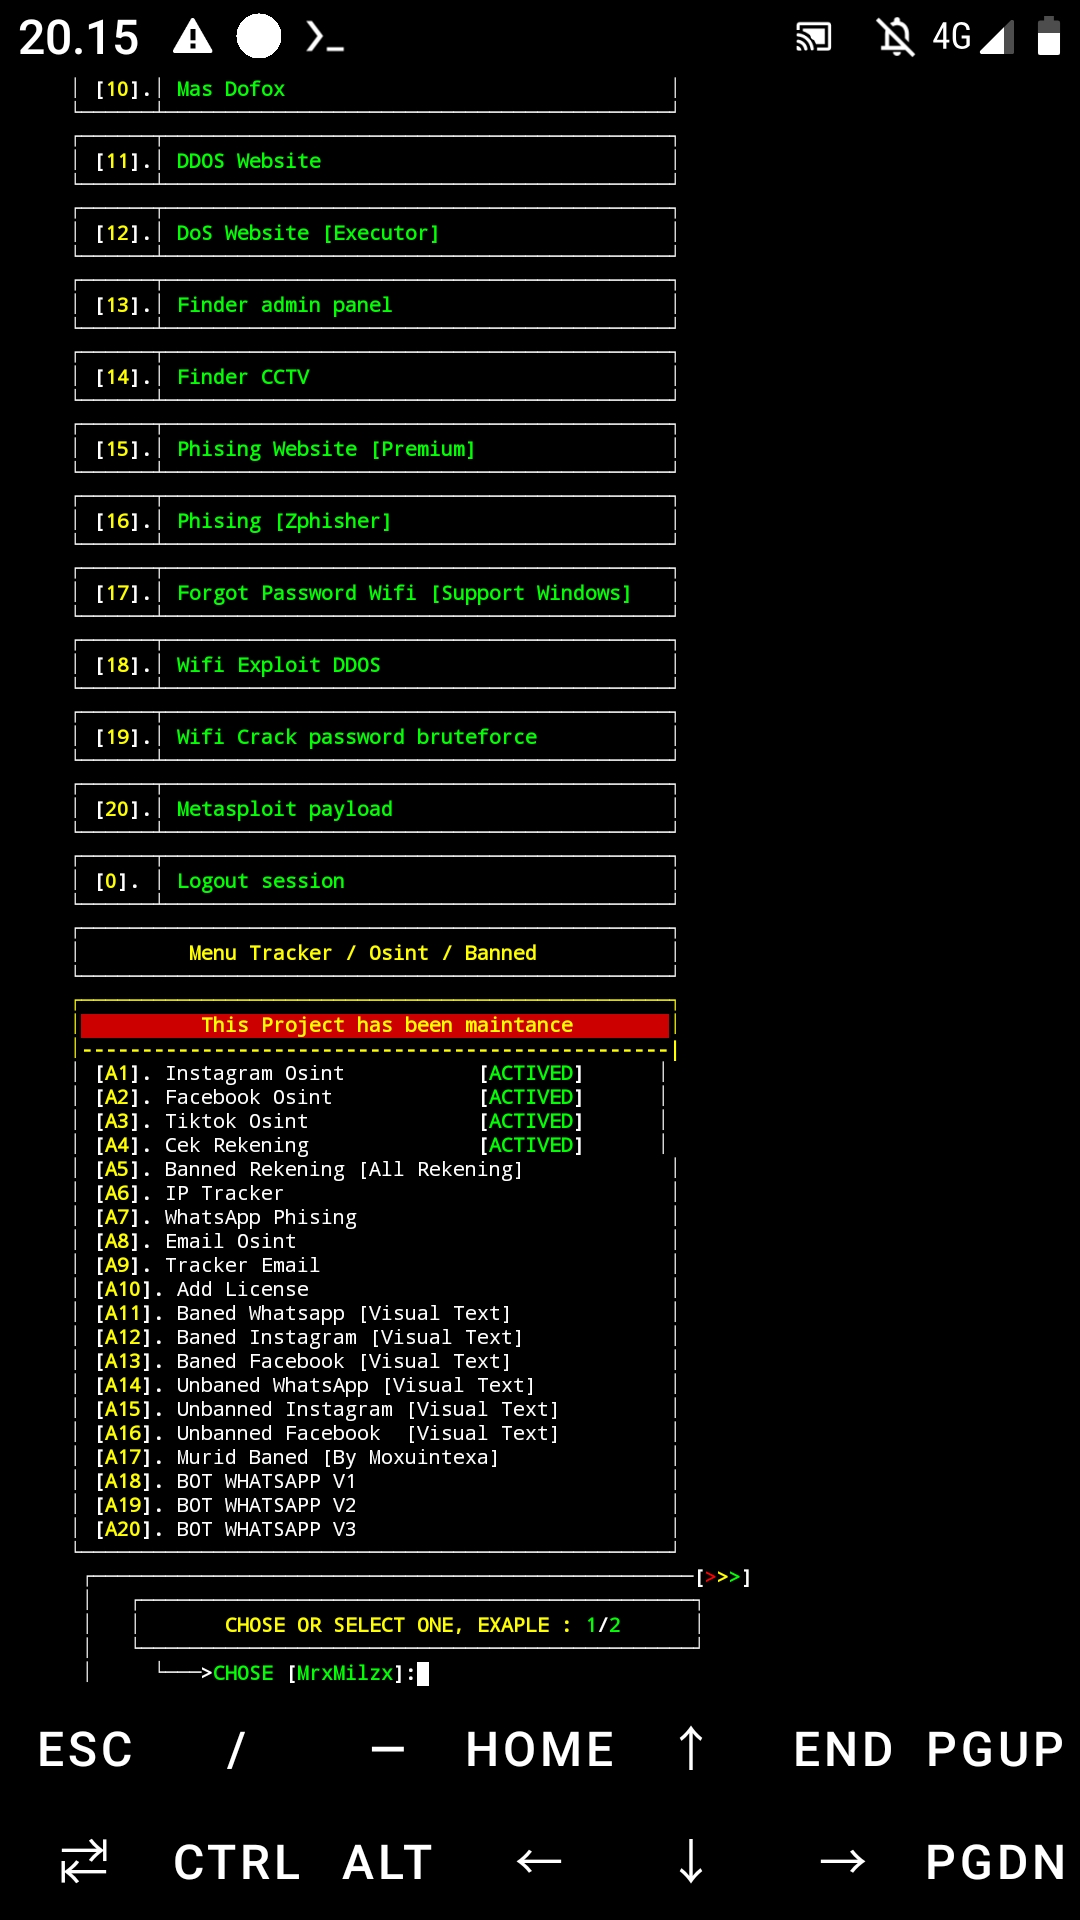 20.15 4G
[10]. Mas Dofox
[11]. DDOS Website
[12]. DoS Website [Executor]
[13]. Finder admin panel
[14]. Finder CCTV
[15]. Phising Website [Premium]
[16]. Phising [Zphisher]
[17]. Forgot Password Wifi [Support Windows]
[18]. Wifi Exploit DDOS
[19]. Wifi Crack password bruteforce
[20]. Metasploit payload
[0]. Logout session
Menu Tracker / Osint / Banned
This Project has been maintance
[A1]. Instagram Osint [ACTIVED]
[A2]. Facebook Osint [ACTIVED]
[A3]. Tiktok Osint [ACTIVED]
[A4]. Cek Rekening [ACTIVED]
[A5]. Banned Rekening [All Rekening]
[A6]. IP Tracker
[A7]. WhatsApp Phising
[A8]. Email Osint
[A9]. Tracker Email
[A10]. Add License
[A11]. Baned Whatsapp [Visual Text]
[A12]. Baned Instagram [Visual Text]
[A13]. Baned Facebook [Visual Text]
[A14]. Unbaned WhatsApp [Visual Text]
[A15]. Unbanned Instagram [Visual Text]
[A16]. Unbanned Facebook  [Visual Text]
[A17]. Murid Baned [By Moxuintexa]
[A18]. BOT WHATSAPP V1
[A19]. BOT WHATSAPP V2
[A20]. BOT WHATSAPP V3
[>>>]
CHOSE OR SELECT ONE, EXAPLE : 1/2
>CHOSE [MrxMilzx]:
ESC / — HOME ↑ END PGUP
⇄ CTRL ALT ← ↓ → PGDN